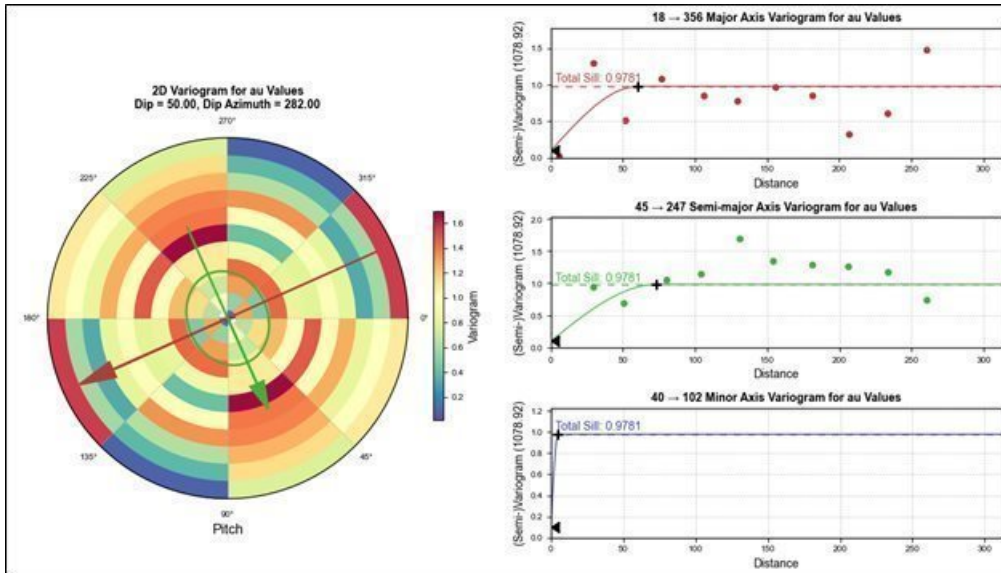 2D Variogram for au Values
Dip = 50.00, Dip Azimuth = 282.00
270°
225°
315°
180°
0°
135°
45°
90°
Pitch
1.6
1.4
1.2
1.0
0.8
0.6
0.4
0.2
Variogram
18 → 356 Major Axis Variogram for au Values
(Semi-)Variogram (1078.92)
1.5
1.0
0.5
0.0
Total Sill: 0.9781
0 50 100 150 200 250 300
Distance
45 → 247 Semi-major Axis Variogram for au Values
(Semi-)Variogram (1078.92)
2.0
1.5
1.0
0.5
0.0
Total Sill: 0.9781
0 50 100 150 200 250 300
Distance
40 → 102 Minor Axis Variogram for au Values
(Semi-)Variogram (1078.92)
1.2
1.0
0.8
0.6
0.4
0.2
0.0
Total Sill: 0.9781
0 50 100 150 200 250 300
Distance